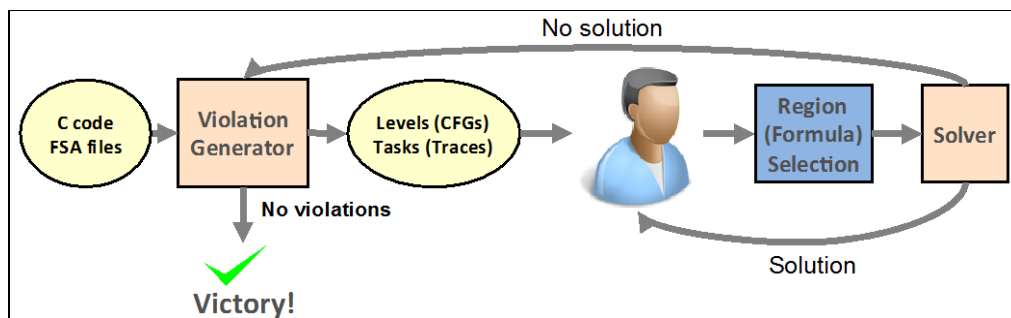 No solution
C code
FSA files
Violation
Generator
Levels (CFGs)
Tasks (Traces)
Region
(Formula)
Selection
Solver
No violations
Solution
Victory!